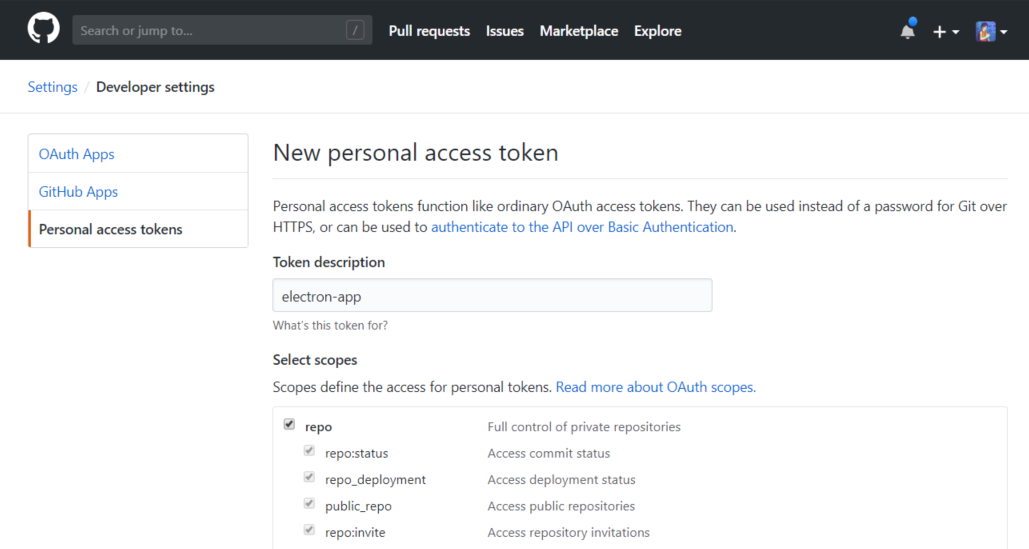 Search or jump to... / Pull requests Issues Marketplace Explore
Settings / Developer settings
OAuth Apps
GitHub Apps
Personal access tokens
New personal access token
Personal access tokens function like ordinary OAuth access tokens. They can be used instead of a password for Git over
HTTPS, or can be used to authenticate to the API over Basic Authentication.
Token description
electron-app
What's this token for?
Select scopes
Scopes define the access for personal tokens. Read more about OAuth scopes.
repo Full control of private repositories
repo:status Access commit status
repo_deployment Access deployment status
public_repo Access public repositories
repo:invite Access repository invitations